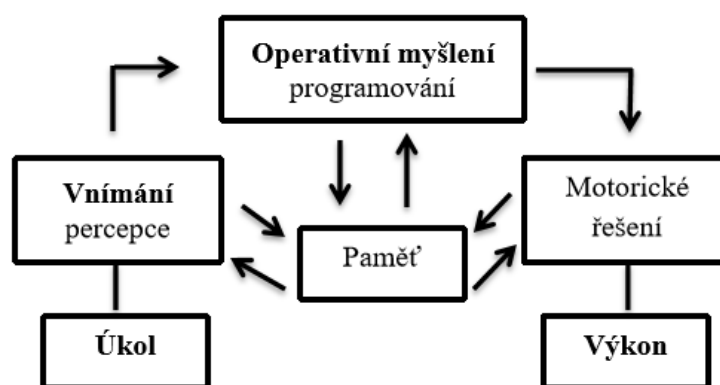 Operativní myšlení
programování
Vnímání
percepce
Motorické
řešení
Paměť
Úkol
Výkon